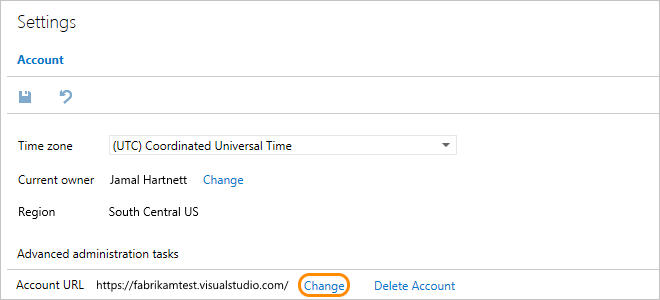 Settings
Account
Time zone (UTC) Coordinated Universal Time
Current owner Jamal Hartnett Change
Region South Central US
Advanced administration tasks
Account URL https://fabrikamtest.visualstudio.com/ Change Delete Account